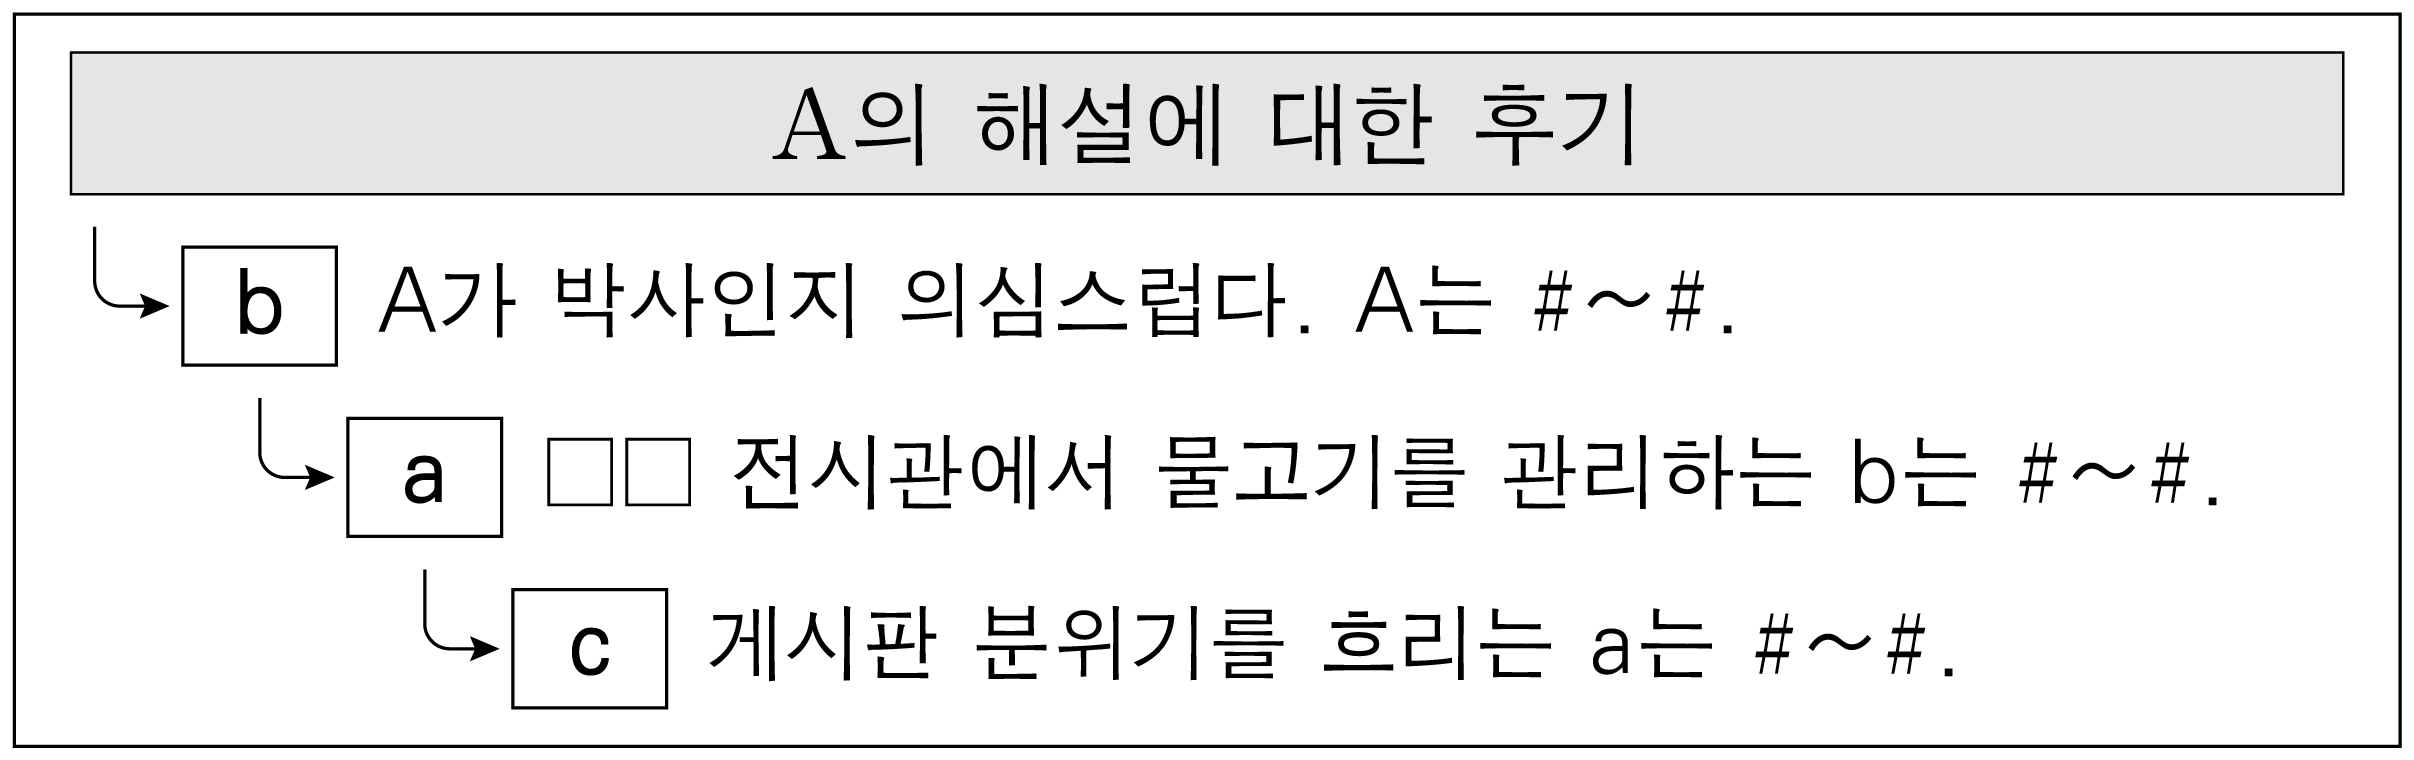 A의 해설에 대한 후기
b A가 박사인지 의심스럽다. A는 #～#.
a □□ 전시관에서 물고기를 관리하는 b는 #～#.
c 게시판 분위기를 흐리는 a는 #～#.